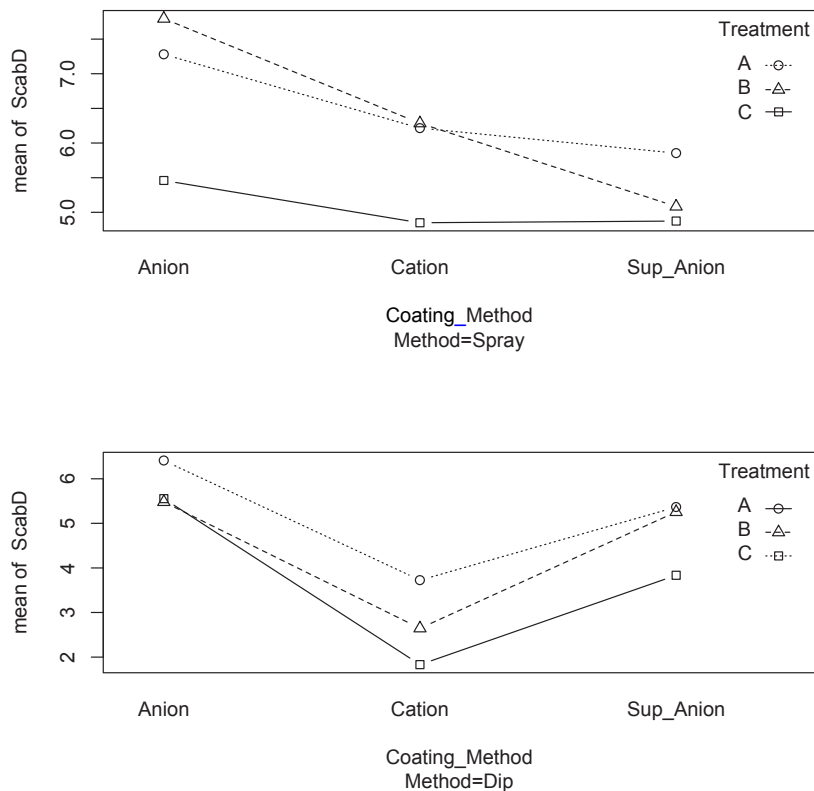 Treatment
A
B
C
mean of ScabD
7.0
6.0
5.0
Anion Cation Sup_Anion
Coating_Method
Method=Spray
Treatment
A
B
C
mean of ScabD
6
5
4
3
2
Anion Cation Sup_Anion
Coating_Method
Method=Dip